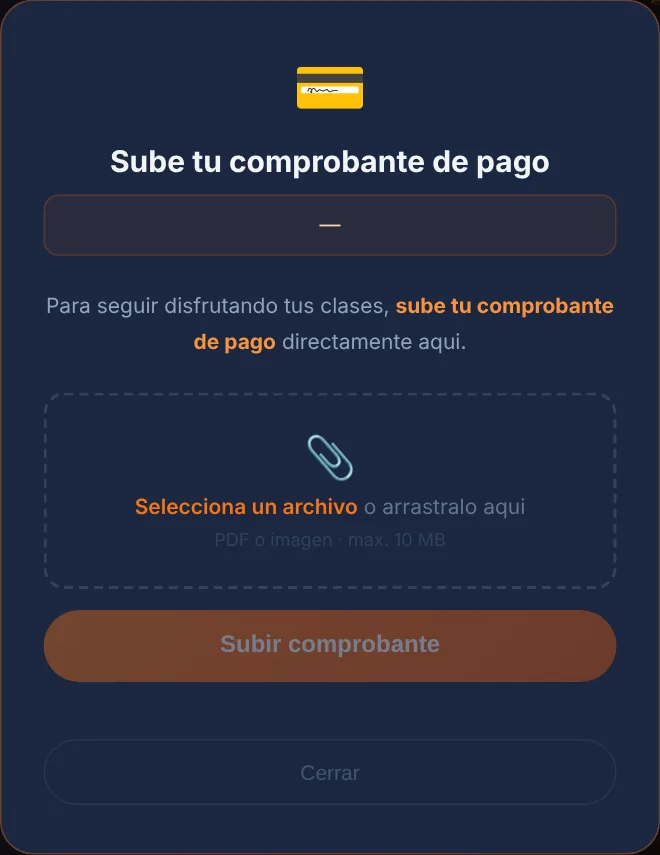 Sube tu comprobante de pago
—
Para seguir disfrutando tus clases, sube tu comprobante
de pago directamente aqui.
Selecciona un archivo o arrastralo aqui
PDF o imagen · max. 10 MB
Subir comprobante
Cerrar